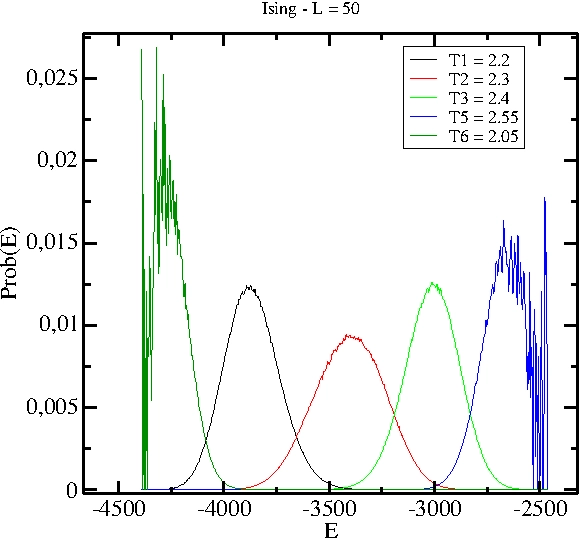 Ising - L = 50
T1 = 2.2
T2 = 2.3
T3 = 2.4
T5 = 2.55
T6 = 2.05
Prob(E)
0,025
0,02
0,015
0,01
0,005
0
-4500 -4000 -3500 -3000 -2500
E